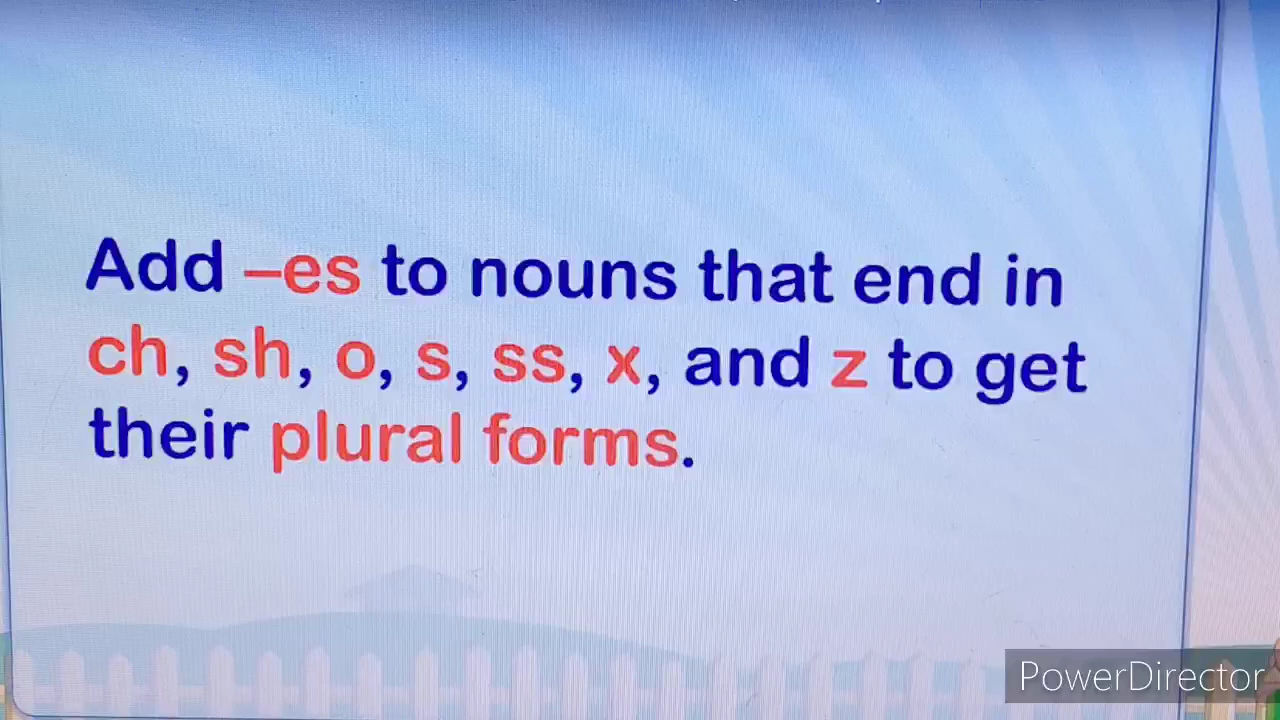 Add –es to nouns that end in
ch, sh, o, s, ss, x, and z to get
their plural forms.
PowerDirector